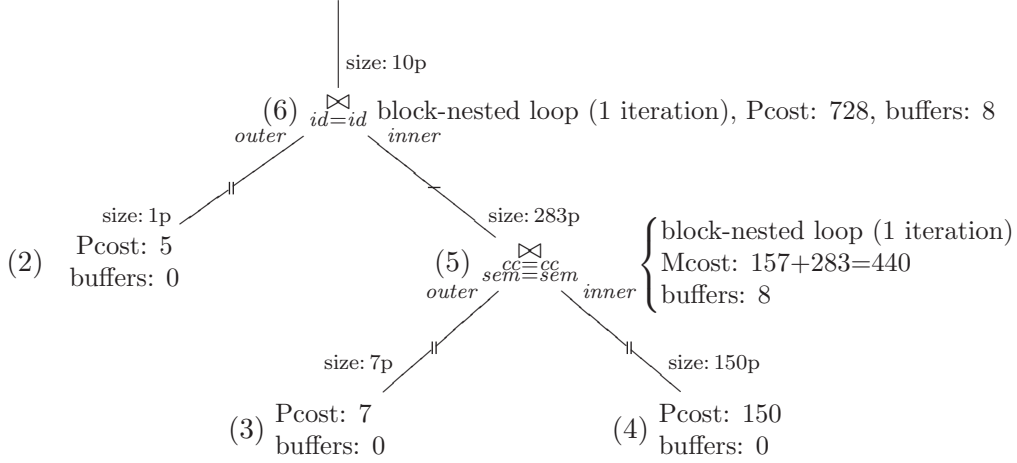 size: 10p
(6) ⋈ id=id block-nested loop (1 iteration), Pcost: 728, buffers: 8
outer inner
size: 1p size: 283p
(2) Pcost: 5
buffers: 0
(5) ⋈ cc=cc
sem=sem
block-nested loop (1 iteration)
Mcost: 157+283=440
buffers: 8
outer inner
size: 7p size: 150p
(3) Pcost: 7
buffers: 0
(4) Pcost: 150
buffers: 0